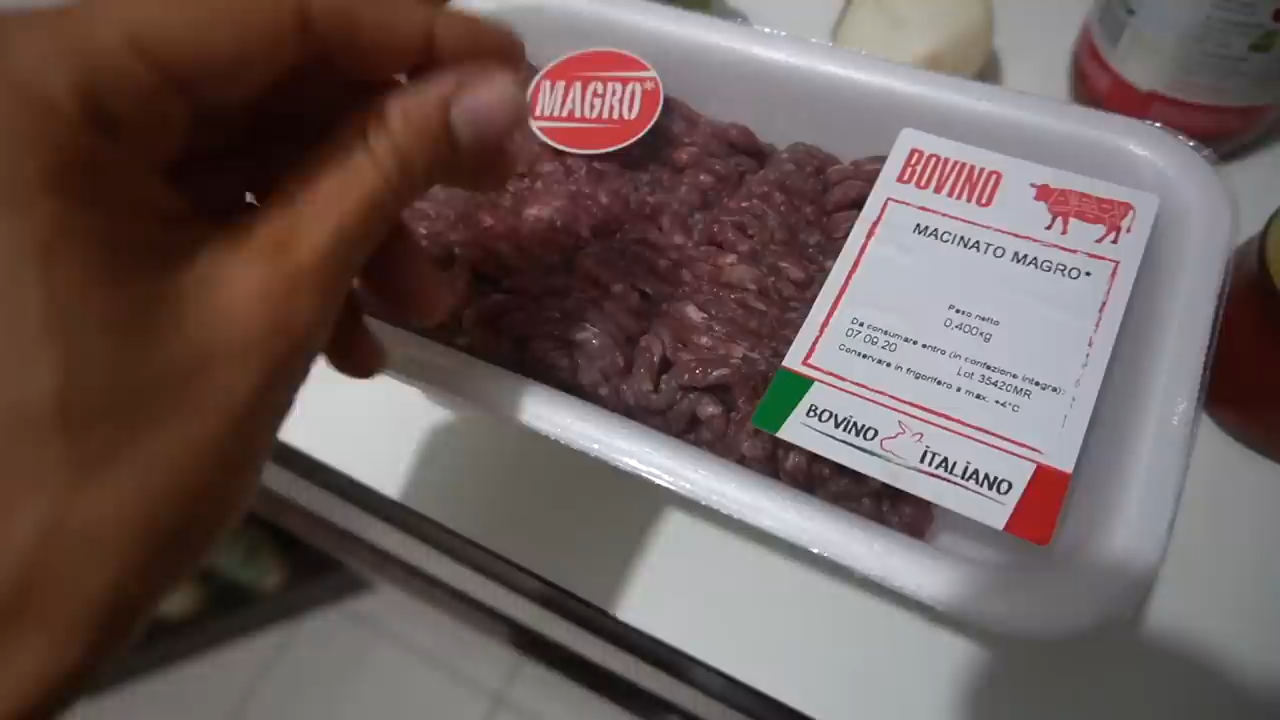 MAGRO*
BOVINO
MACINATO MAGRO*
Peso netto
0,400kg
Da consumare entro (in confezione integra):
07.09.20
Lot 35420MR
Conservare in frigorifero a max. +4°C
BOVINO
ITALIANO